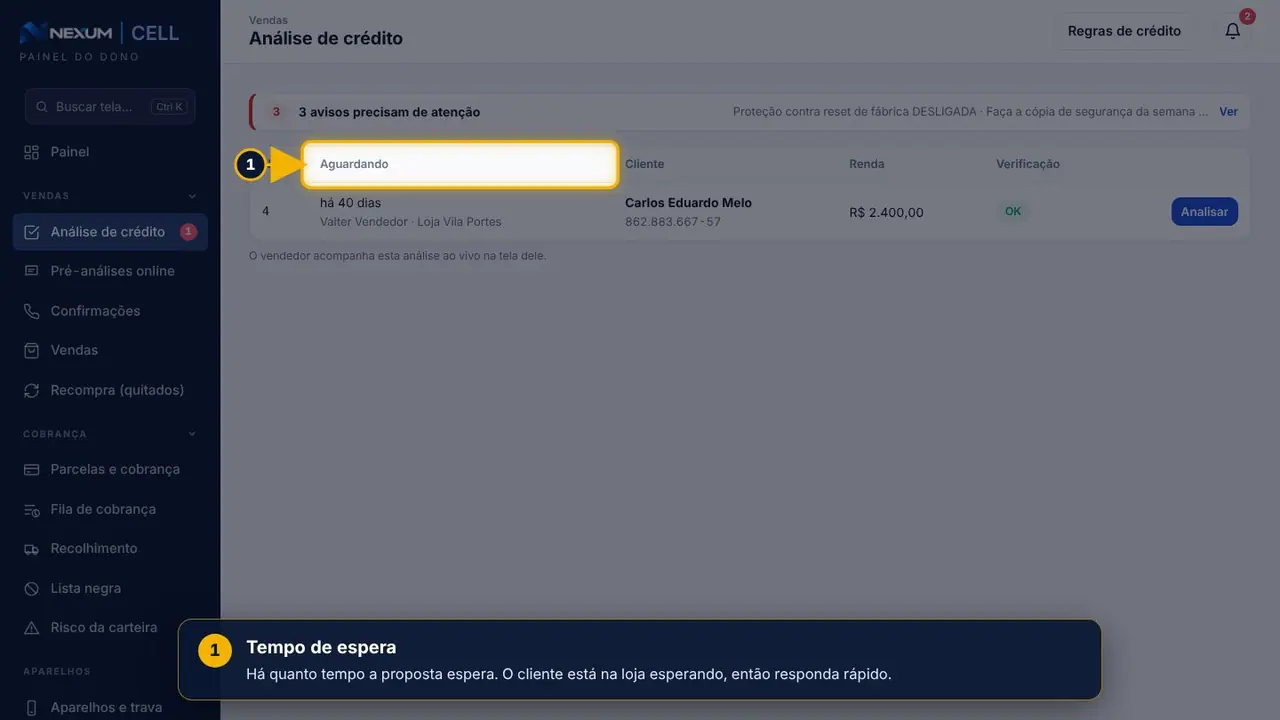 NEXUM | CELL
PAINEL DO DONO
Buscar tela... Ctrl K
Painel
VENDAS
Análise de crédito 1
Pré-análises online
Confirmações
Vendas
Recompra (quitados)
COBRANÇA
Parcelas e cobrança
Fila de cobrança
Recolhimento
Lista negra
Risco da carteira
APARELHOS
Aparelhos e trava
Vendas
Análise de crédito
Regras de crédito
2
3 3 avisos precisam de atenção Proteção contra reset de fábrica DESLIGADA · Faça a cópia de segurança da semana ... Ver
1 Aguardando Cliente Renda Verificação
4 há 40 dias Carlos Eduardo Melo R$ 2.400,00 OK Analisar
Valter Vendedor · Loja Vila Portes 862.883.667-57
O vendedor acompanha esta análise ao vivo na tela dele.
1 Tempo de espera
Há quanto tempo a proposta espera. O cliente está na loja esperando, então responda rápido.